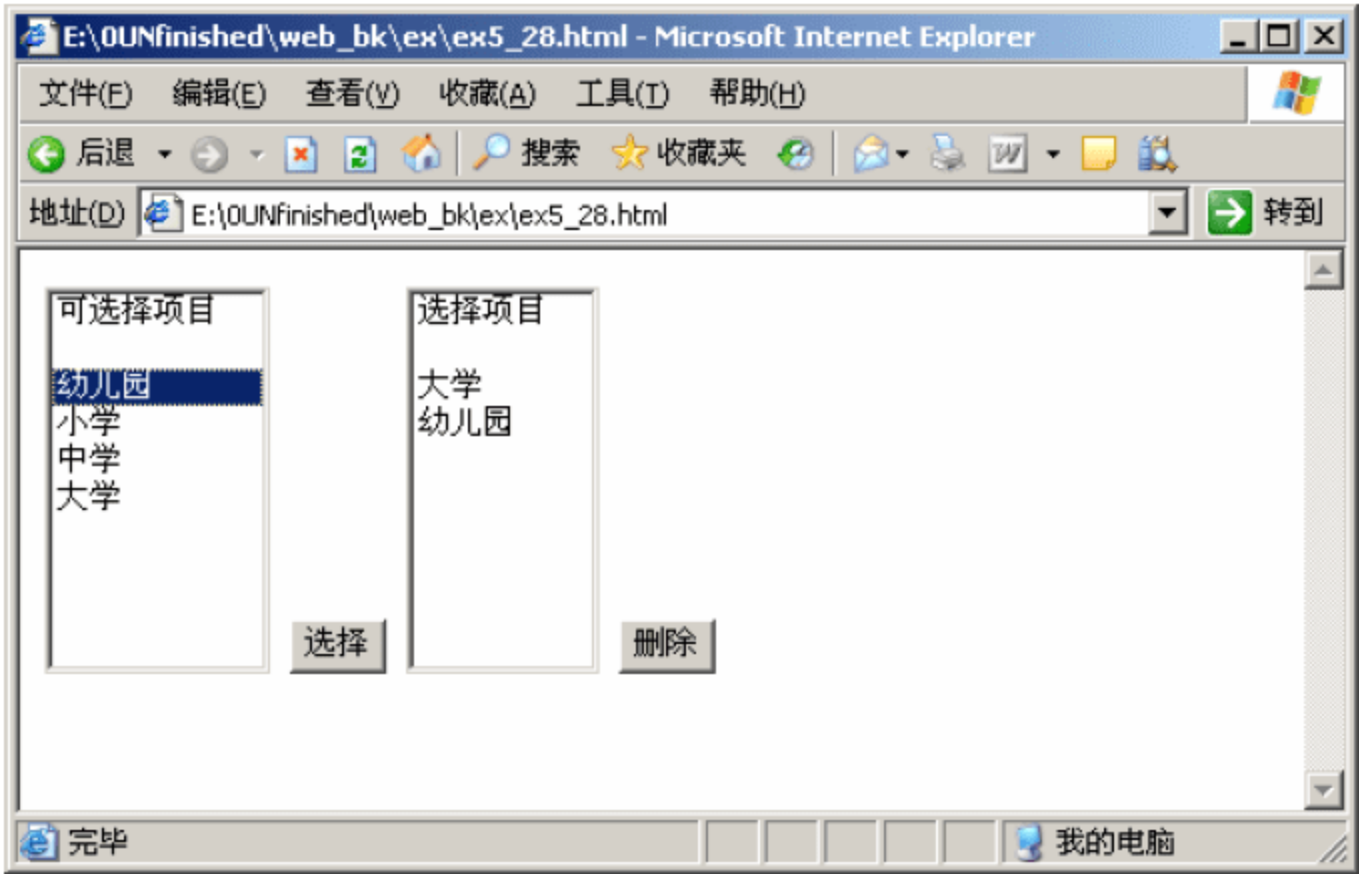 E:\0UNfinished\web_bk\ex\ex5_28.html - Microsoft Internet Explorer
文件(F) 编辑(E) 查看(V) 收藏(A) 工具(T) 帮助(H)
后退 搜索 收藏夹 W
地址(D) E:\0UNfinished\web_bk\ex\ex5_28.html 转到
可选择项目
幼儿园
小学
中学
大学
选择
选择项目
大学
幼儿园
删除
完毕 我的电脑